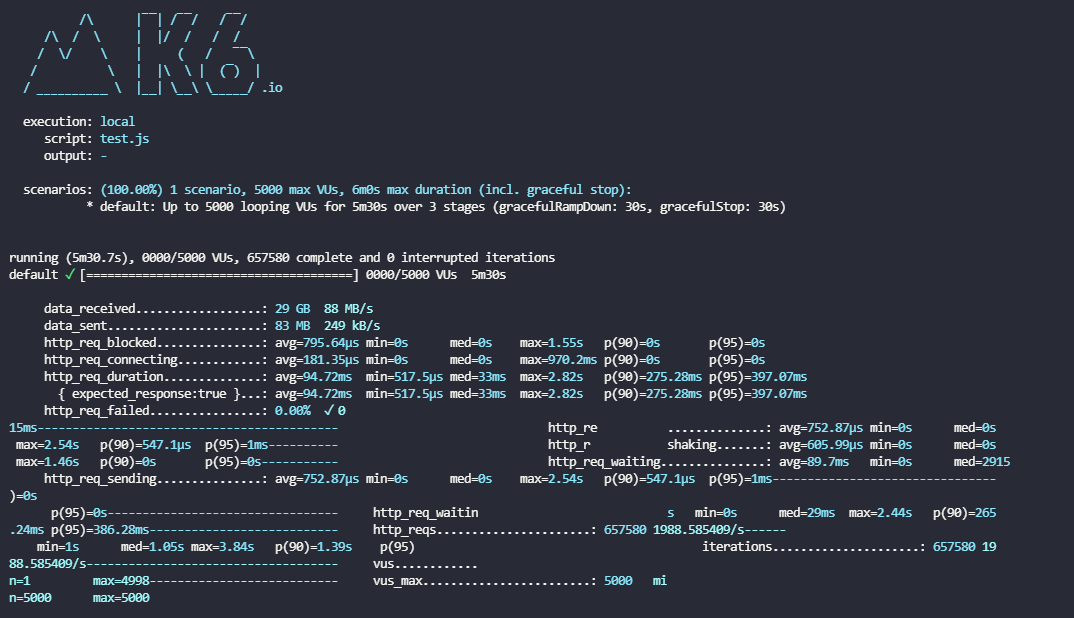 /\      |‾‾| /‾‾/   /‾‾/
     /\  /  \     |  |/  /   /  /
    /  \/    \    |     (   /   ‾‾\
   /          \   |  |\  \ |  (‾)  |
  / __________ \  |__| \__\ \_____/ .io
  execution: local
     script: test.js
     output: -
  scenarios: (100.00%) 1 scenario, 5000 max VUs, 6m0s max duration (incl. graceful stop):
           * default: Up to 5000 looping VUs for 5m30s over 3 stages (gracefulRampDown: 30s, gracefulStop: 30s)
running (5m30.7s), 0000/5000 VUs, 657580 complete and 0 interrupted iterations
default ✓ [======================================] 0000/5000 VUs  5m30s
     data_received..................: 29 GB  88 MB/s
     data_sent......................: 83 MB  249 kB/s
     http_req_blocked...............: avg=795.64µs min=0s      med=0s    max=1.55s   p(90)=0s       p(95)=0s
     http_req_connecting............: avg=181.35µs min=0s      med=0s    max=970.2ms p(90)=0s       p(95)=0s
     http_req_duration..............: avg=94.72ms  min=517.5µs med=33ms  max=2.82s   p(90)=275.28ms p(95)=397.07ms
       { expected_response:true }...: avg=94.72ms  min=517.5µs med=33ms  max=2.82s   p(90)=275.28ms p(95)=397.07ms
     http_req_failed................: 0.00%  ✓ 0
15ms-------------------------------------------                              http_re          ..............: avg=752.87µs min=0s      med=0s
 max=2.54s   p(90)=547.1µs  p(95)=1ms----------                              http_r           shaking.......: avg=605.99µs min=0s      med=0s
 max=1.46s   p(90)=0s       p(95)=0s-----------                              http_req_waiting...............: avg=89.7ms   min=0s      med=2915
     http_req_sending...............: avg=752.87µs min=0s      med=0s    max=2.54s   p(90)=547.1µs  p(95)=1ms--------------------------------
)=0s
      p(95)=0s---------------------------------     http_req_waitin                           s   min=0s      med=29ms  max=2.44s   p(90)=265
.24ms p(95)=386.28ms---------------------------     http_reqs......................: 657580 1988.585409/s------
    min=1s      med=1.05s max=3.84s   p(90)=1.39s    p(95)                                         iterations.....................: 657580 19
88.585409/s------------------------------------     vus............
n=1         max=4998---------------------------     vus_max........................: 5000   mi
n=5000      max=5000